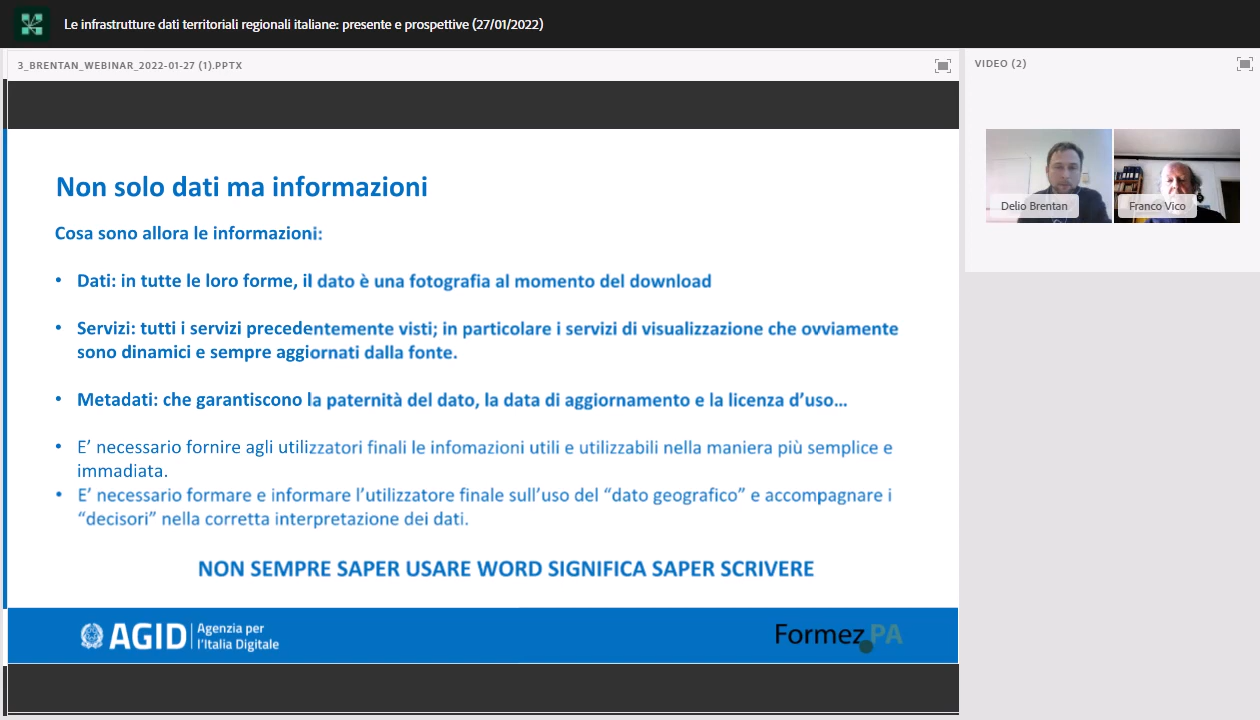 Le infrastrutture dati territoriali regionali italiane: presente e prospettive (27/01/2022)
3_BRENTAN_WEBINAR_2022-01-27 (1).PPTX
VIDEO (2)
Non solo dati ma informazioni
Cosa sono allora le informazioni:
• Dati: in tutte le loro forme, il dato è una fotografia al momento del download
• Servizi: tutti i servizi precedentemente visti; in particolare i servizi di visualizzazione che ovviamente
sono dinamici e sempre aggiornati dalla fonte.
• Metadati: che garantiscono la paternità del dato, la data di aggiornamento e la licenza d’uso…
• E’ necessario fornire agli utilizzatori finali le infomazioni utili e utilizzabili nella maniera più semplice e
immadiata.
• E’ necessario formare e informare l’utilizzatore finale sull’uso del “dato geografico” e accompagnare i
“decisori” nella corretta interpretazione dei dati.
NON SEMPRE SAPER USARE WORD SIGNIFICA SAPER SCRIVERE
AGID Agenzia per
l’Italia Digitale
Formez PA
Delio Brentan
Franco Vico